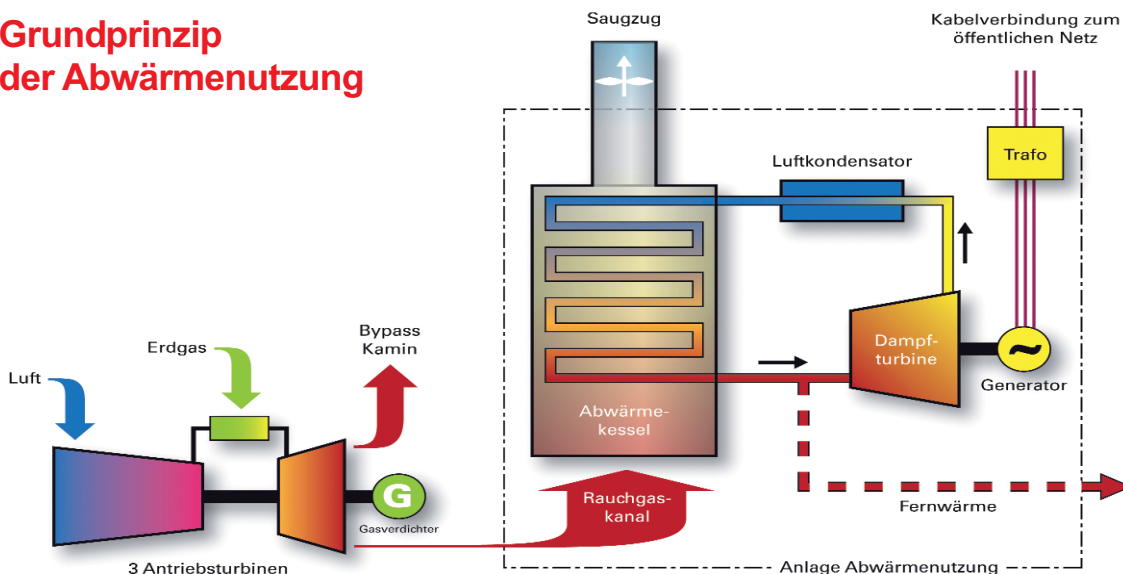 Grundprinzip
der Abwärmenutzung
Saugzug
Kabelverbindung zum
öffentlichen Netz
Trafo
Luftkondensator
Bypass
Kamin
Erdgas
Luft
Dampf-
turbine
~
Generator
Abwärme-
kessel
G
Gasverdichter
Rauchgas-
kanal
Fernwärme
3 Antriebsturbinen
Anlage Abwärmenutzung